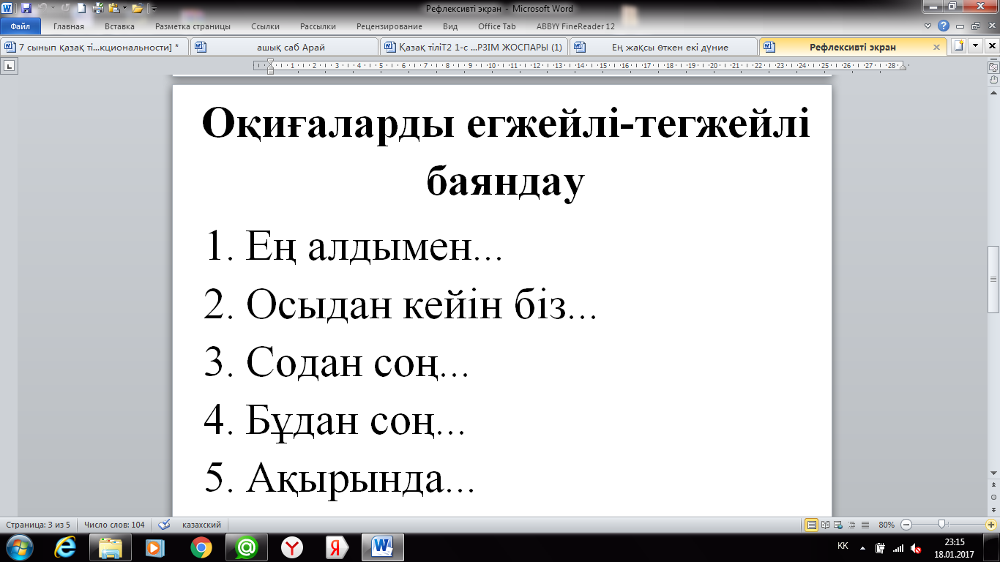 Рефлексивті экран - Microsoft Word
Файл Главная Вставка Разметка страницы Ссылки Рассылки Рецензирование Вид Office Tab ABBYY FineReader 12
7 сынып қазақ ті...кциональности] * ашық саб Арай Қазақ тіліТ2 1-с ...РЗІМ ЖОСПАРЫ (1) Ең жақсы өткен екі дүние Рефлексивті экран
1 2 3 4 5 6 7 8 9 10 11 12 13 14 15 16 17 18 19 20 21 22 23 24 25 26 27 28
Оқиғаларды егжейлі-тегжейлі
баяндау
1. Ең алдымен...
2. Осыдан кейін біз...
3. Содан соң...
4. Бұдан соң...
5. Ақырында...
Страница: 3 из 5 Число слов: 104 казахский 80%
KK 23:15
18.01.2017